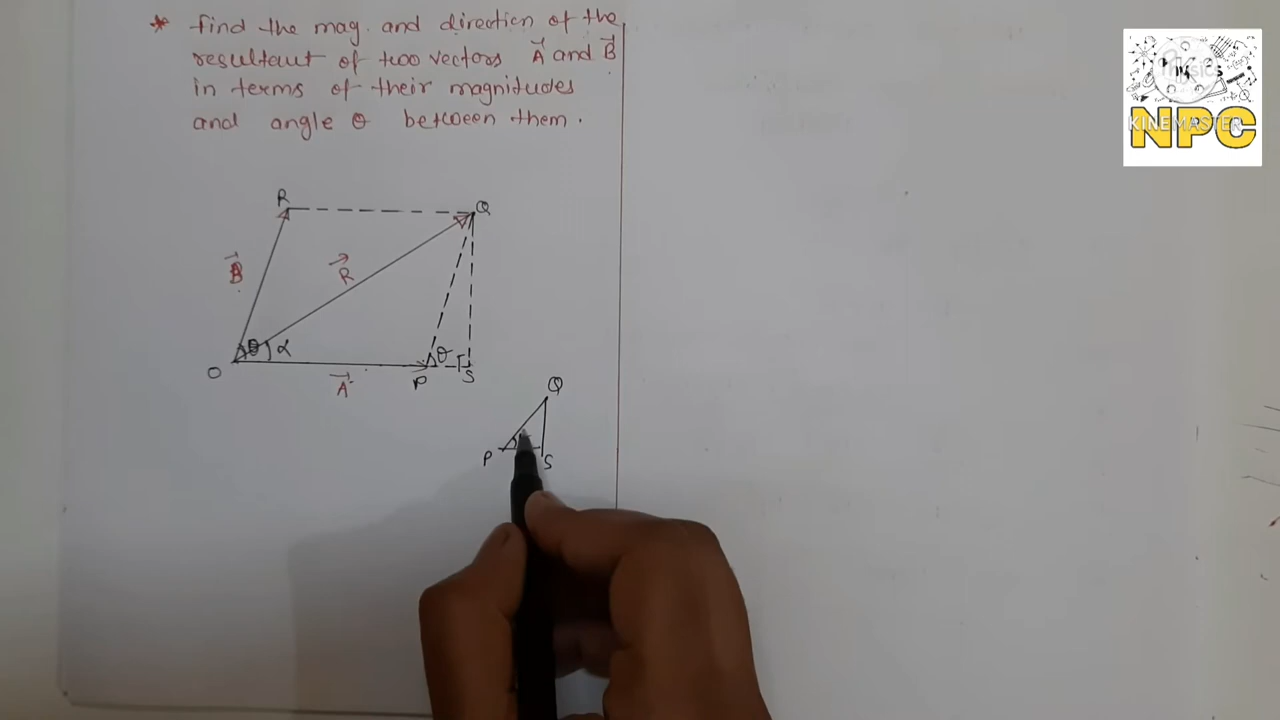 * find the mag. and direction of the
resultant of two vectors A and B
in terms of their magnitudes
and angle θ between them.
Physics
KINEMASTER
NPC
R
Q
B
R
θ α
θ
O
A
P
S
Q
P
S